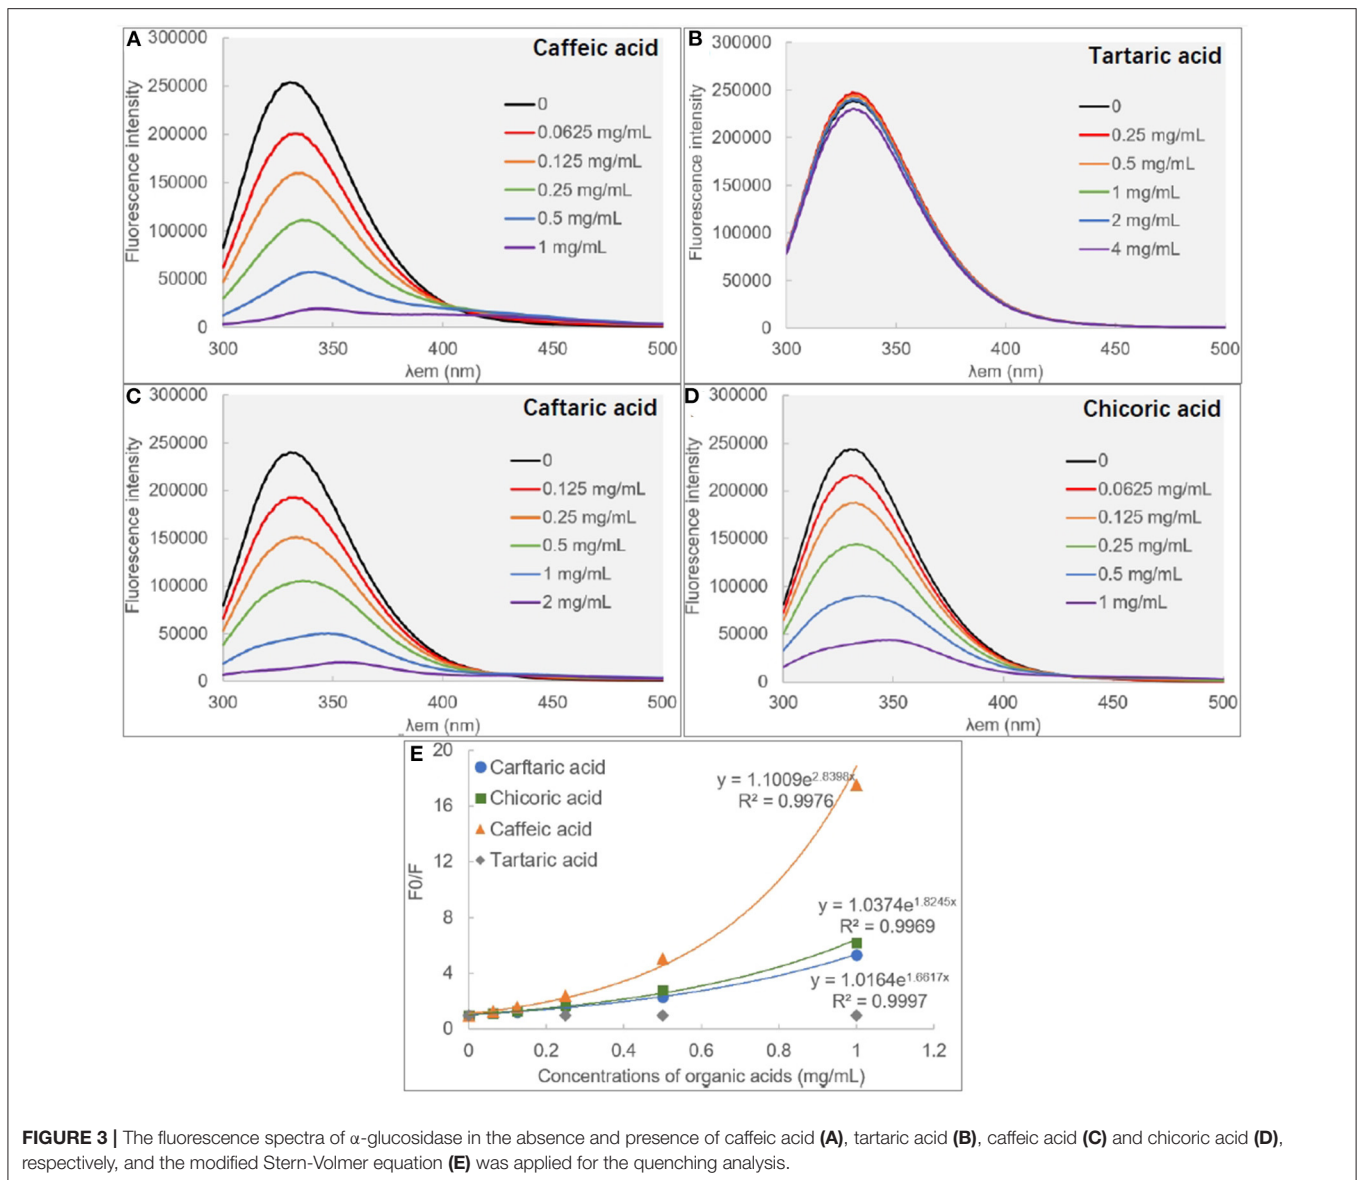 A
Caffeic acid
300000
250000
200000
150000
100000
50000
0
Fluorescence intensity
0
0.0625 mg/mL
0.125 mg/mL
0.25 mg/mL
0.5 mg/mL
1 mg/mL
300 350 400 450 500
λem (nm)
B
Tartaric acid
300000
250000
200000
150000
100000
50000
0
Fluorescence intensity
0
0.25 mg/mL
0.5 mg/mL
1 mg/mL
2 mg/mL
4 mg/mL
300 350 400 450 500
λem (nm)
C
Caftaric acid
300000
250000
200000
150000
100000
50000
0
Fluorescence intensity
0
0.125 mg/mL
0.25 mg/mL
0.5 mg/mL
1 mg/mL
2 mg/mL
300 350 400 450 500
λem (nm)
D
Chicoric acid
300000
250000
200000
150000
100000
50000
0
Fluorescence intensity
0
0.0625 mg/mL
0.125 mg/mL
0.25 mg/mL
0.5 mg/mL
1 mg/mL
300 350 400 450 500
λem (nm)
E
20
16
12
8
4
0
F0/F
Carftaric acid
Chicoric acid
Caffeic acid
Tartaric acid
y = 1.1009e^2.8398x
R² = 0.9976
y = 1.0374e^1.8245x
R² = 0.9969
y = 1.0164e^1.6617x
R² = 0.9997
0 0.2 0.4 0.6 0.8 1 1.2
Concentrations of organic acids (mg/mL)
FIGURE 3 | The fluorescence spectra of α-glucosidase in the absence and presence of caffeic acid (A), tartaric acid (B), caffeic acid (C) and chicoric acid (D),
respectively, and the modified Stern-Volmer equation (E) was applied for the quenching analysis.